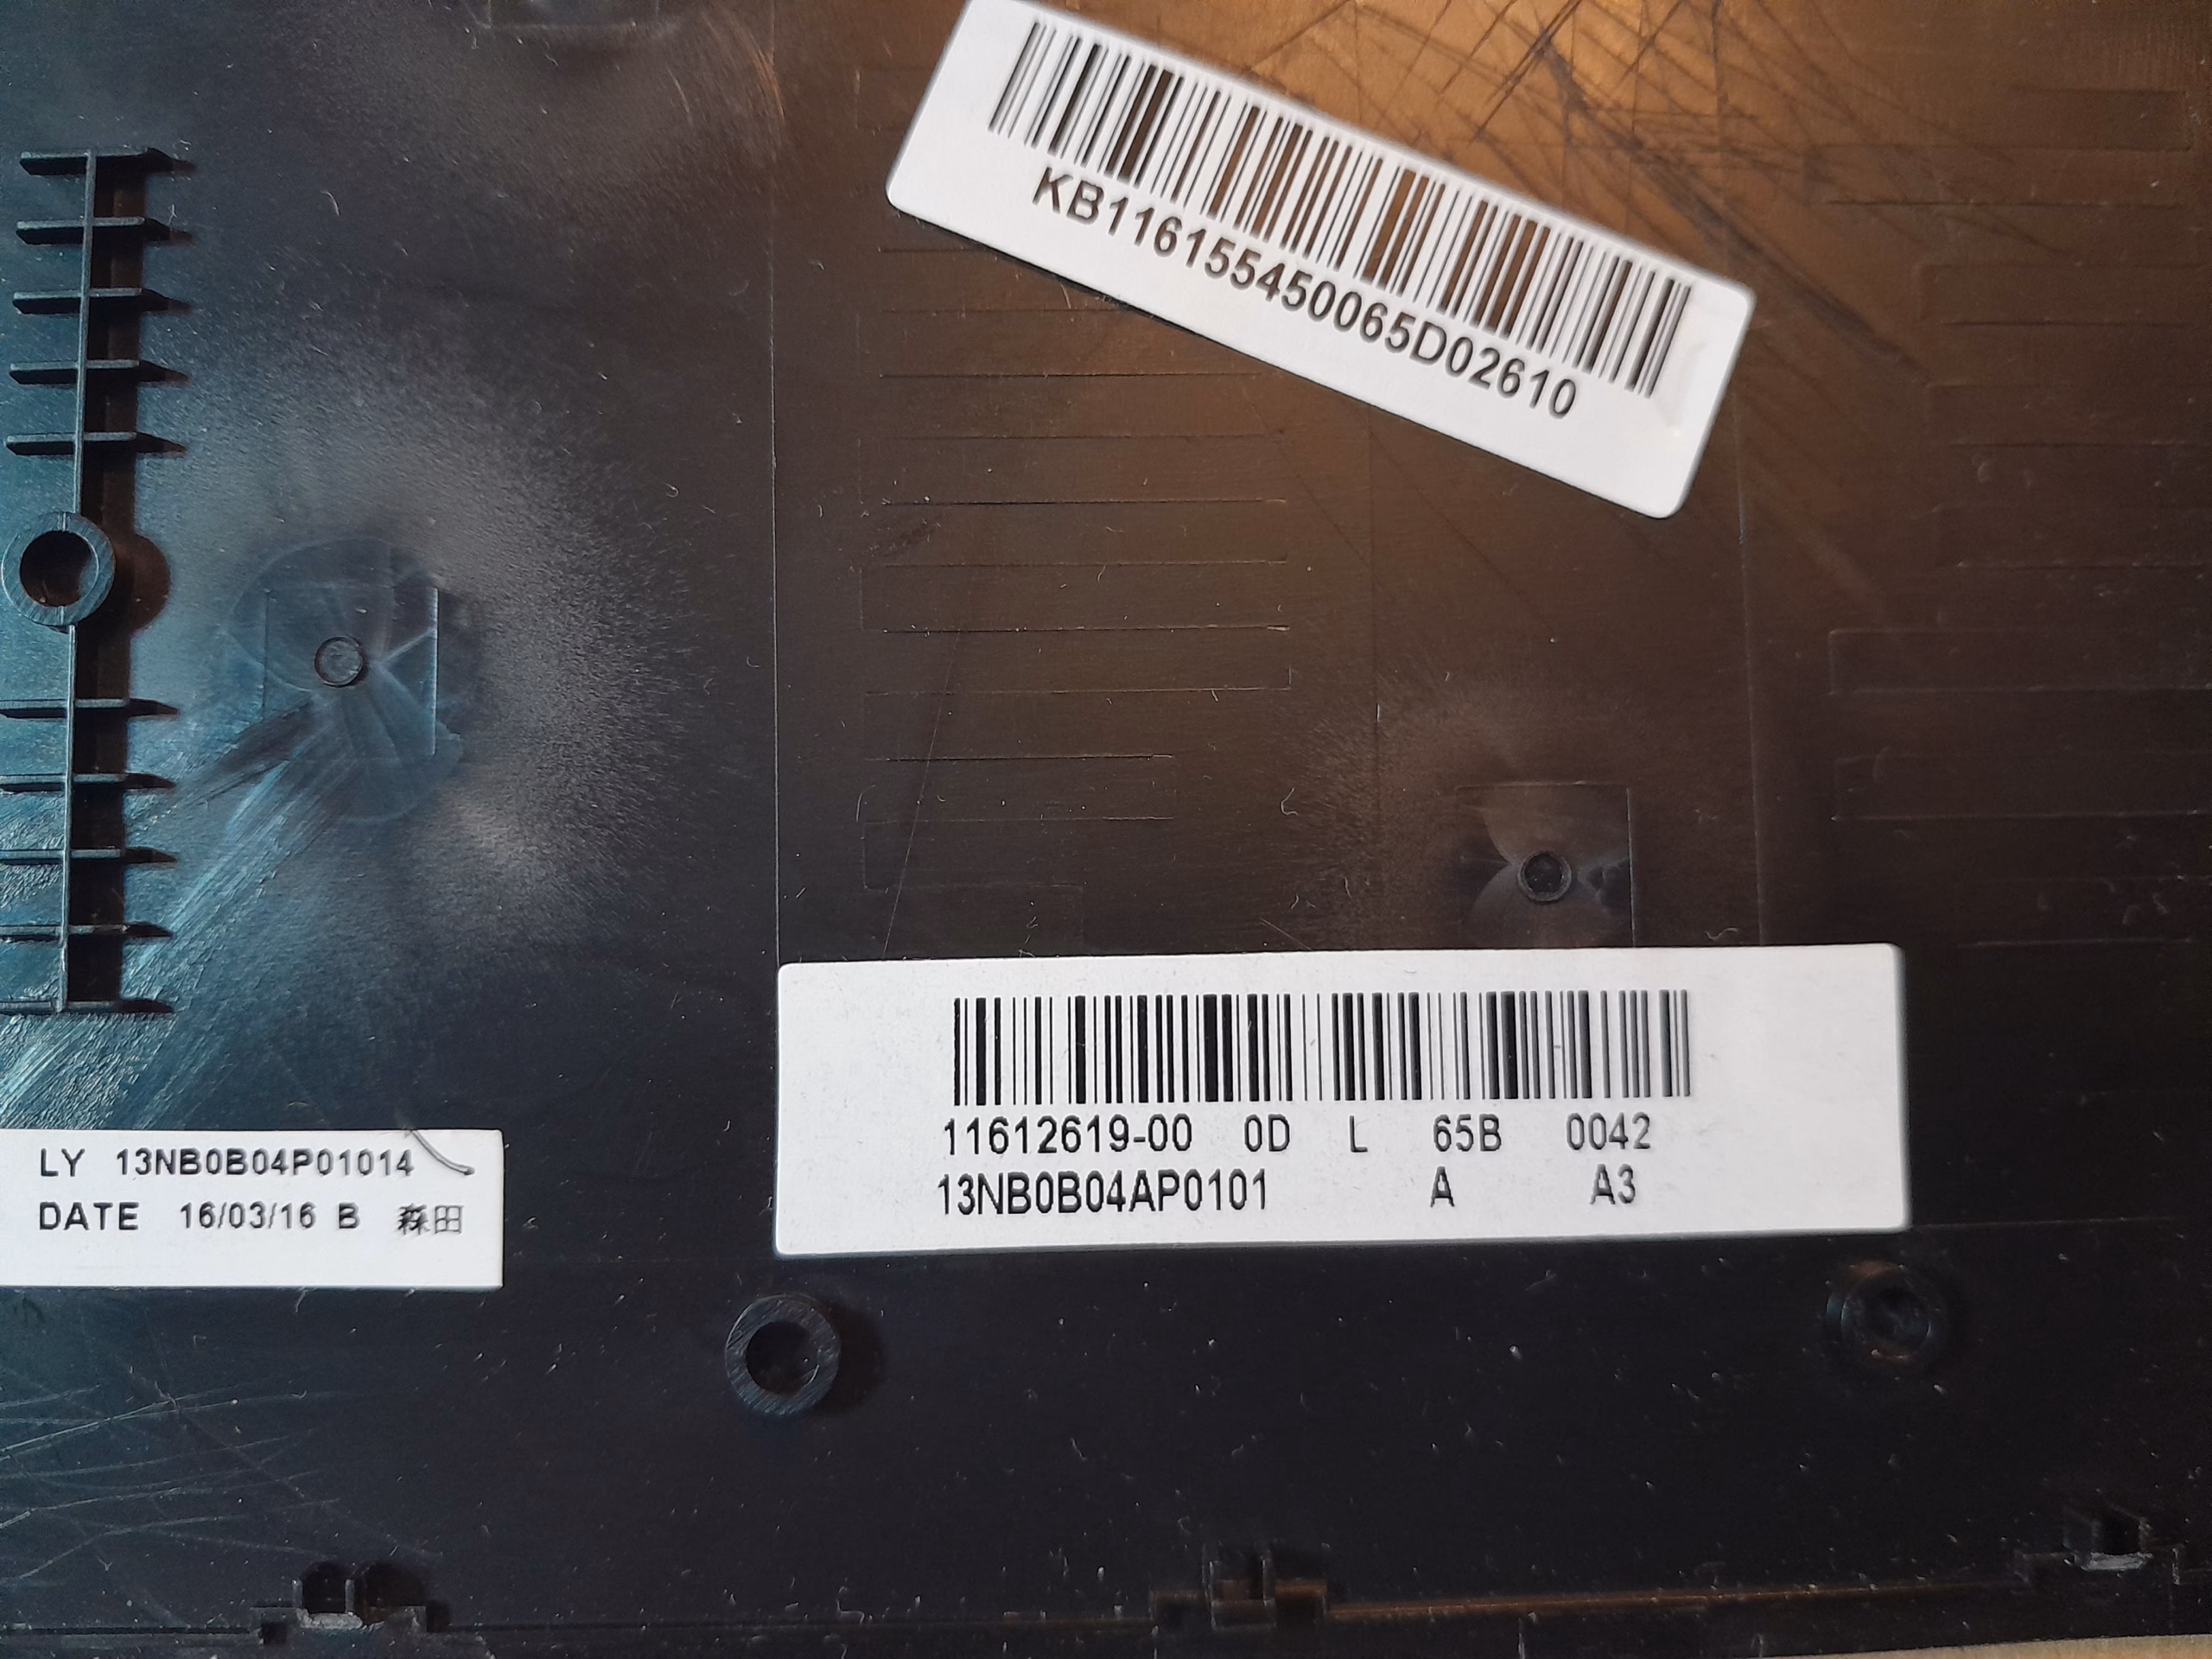 KB116155450065D02610
11612619-00 0D L 65B 0042
13NB0B04AP0101 A A3
LY 13NB0B04P01014
DATE 16/03/16 B 森田